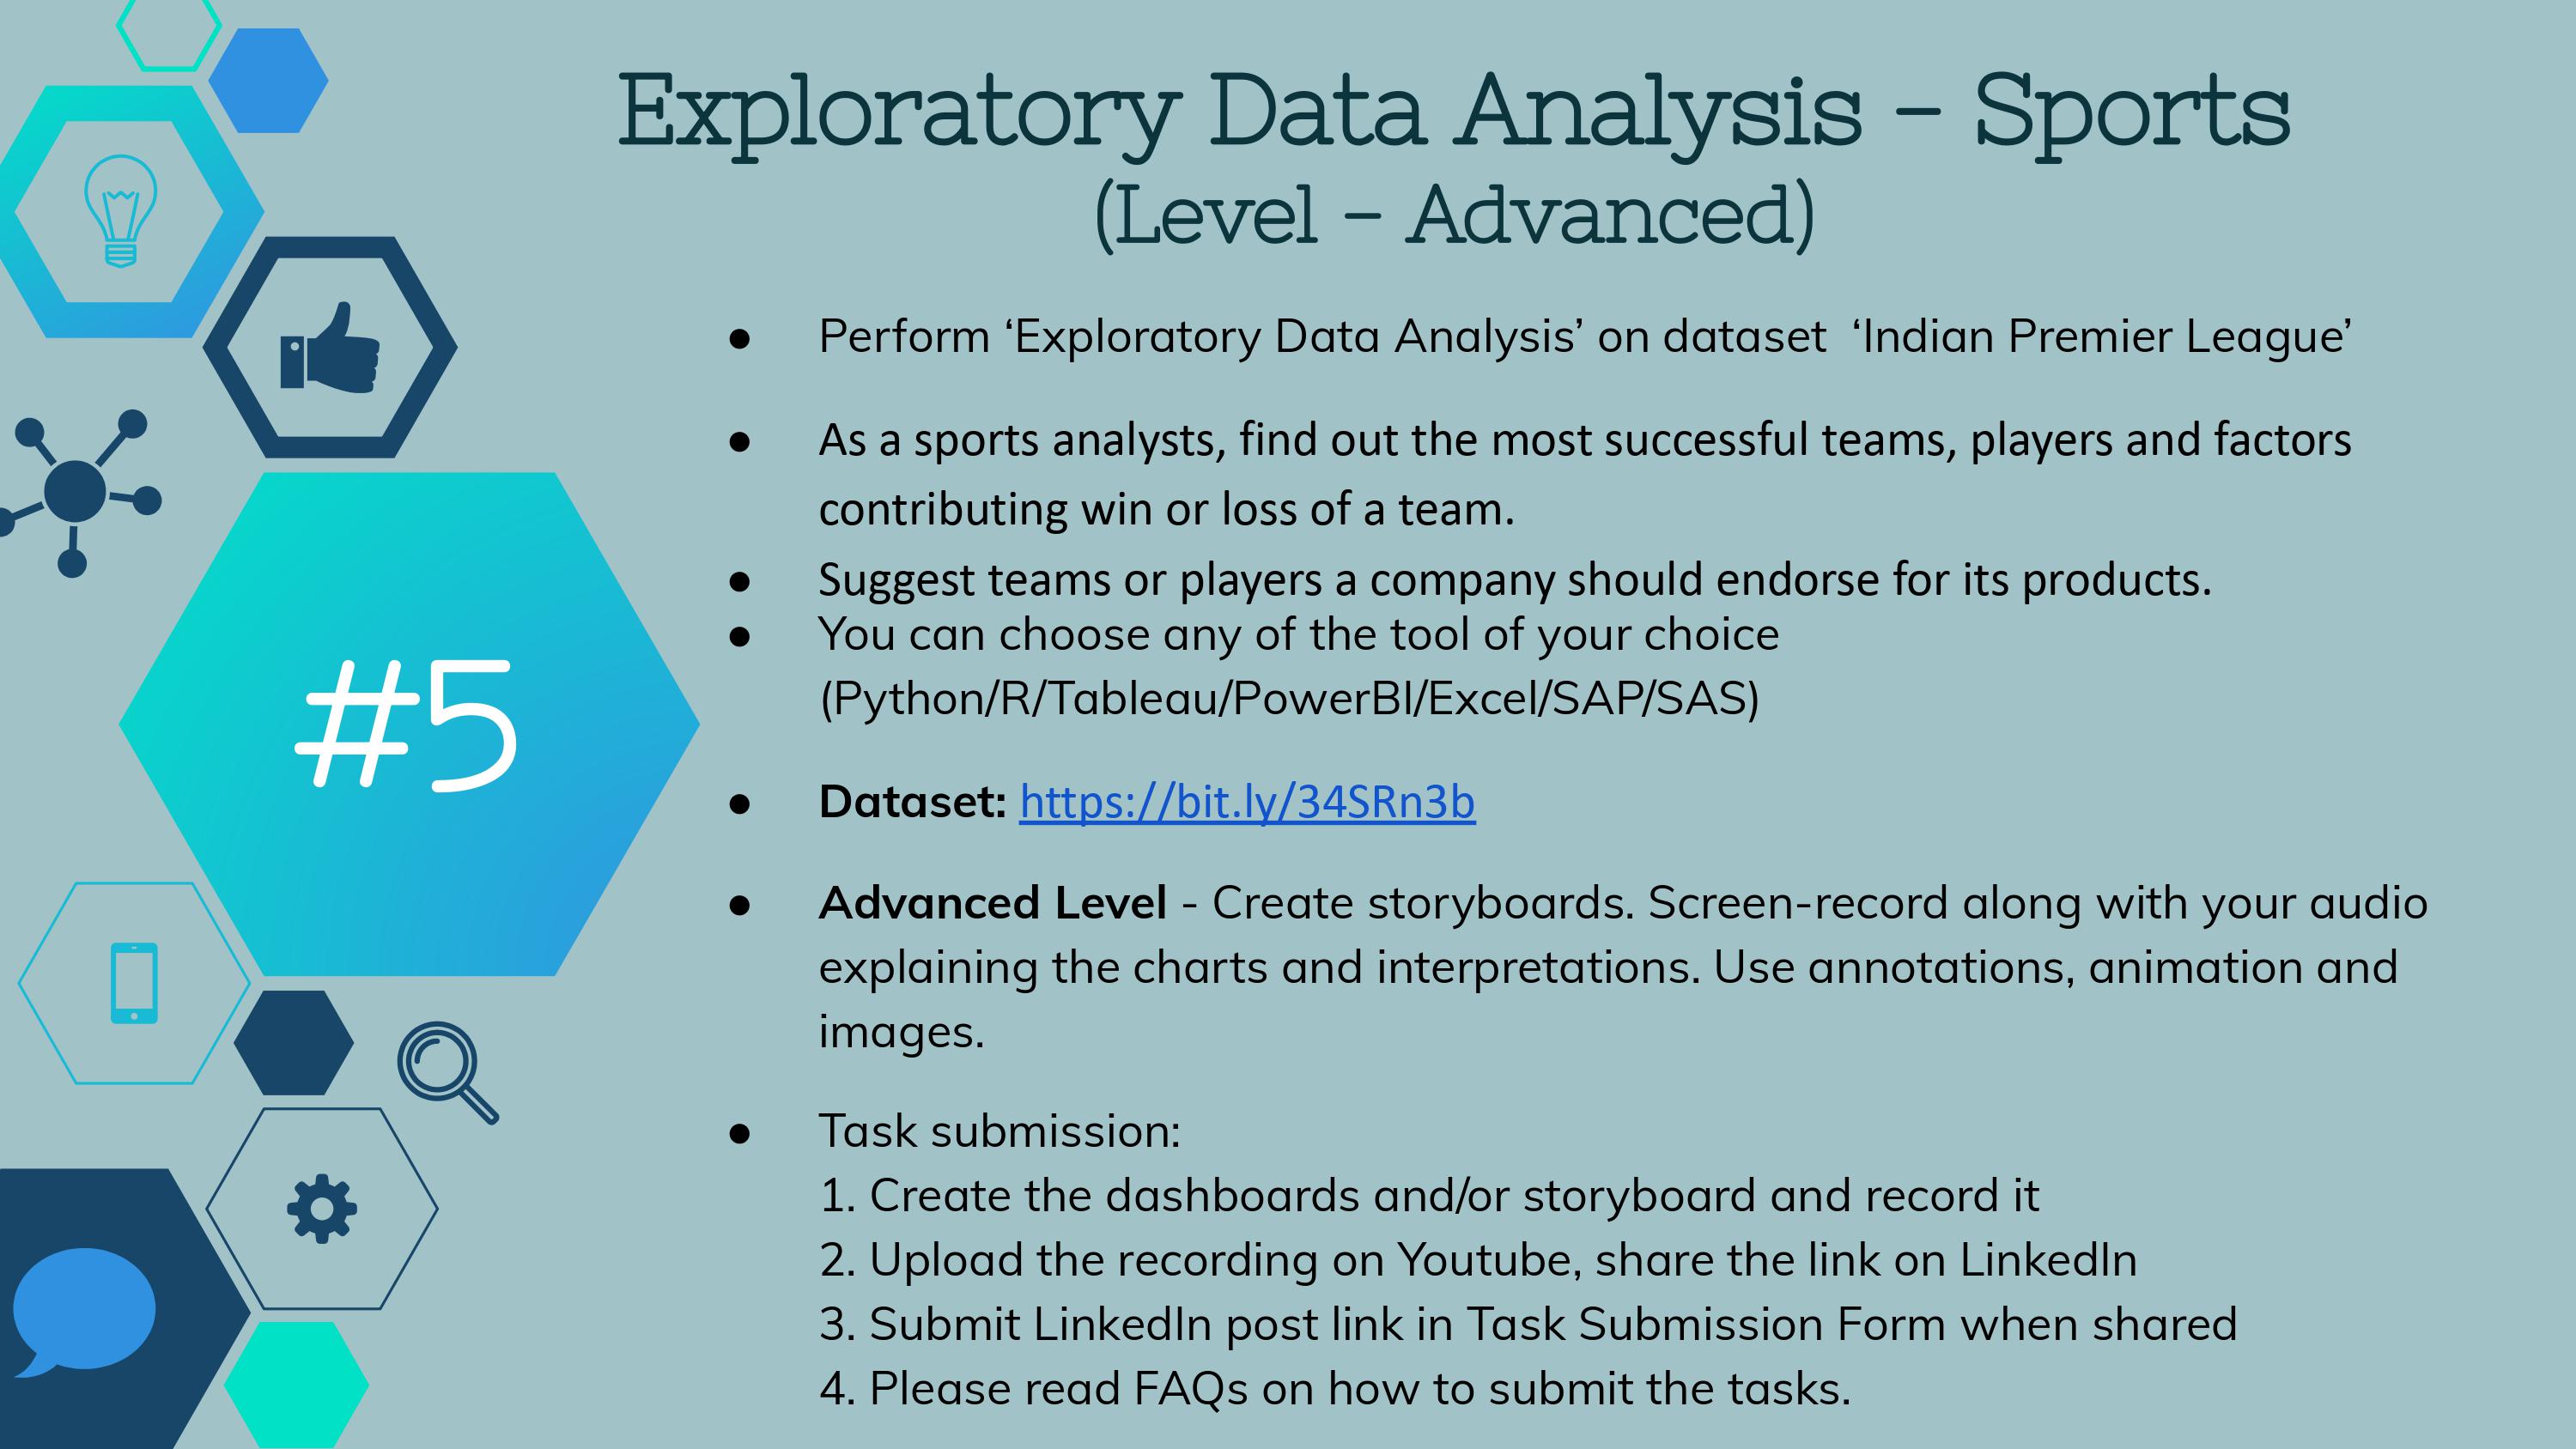 Exploratory Data Analysis - Sports
(Level - Advanced)
● Perform ‘Exploratory Data Analysis’ on dataset ‘Indian Premier League’
● As a sports analysts, find out the most successful teams, players and factors
contributing win or loss of a team.
● Suggest teams or players a company should endorse for its products.
● You can choose any of the tool of your choice
(Python/R/Tableau/PowerBI/Excel/SAP/SAS)
#5
● Dataset: https://bit.ly/34SRn3b
● Advanced Level - Create storyboards. Screen-record along with your audio
explaining the charts and interpretations. Use annotations, animation and
images.
● Task submission:
1. Create the dashboards and/or storyboard and record it
2. Upload the recording on Youtube, share the link on LinkedIn
3. Submit LinkedIn post link in Task Submission Form when shared
4. Please read FAQs on how to submit the tasks.